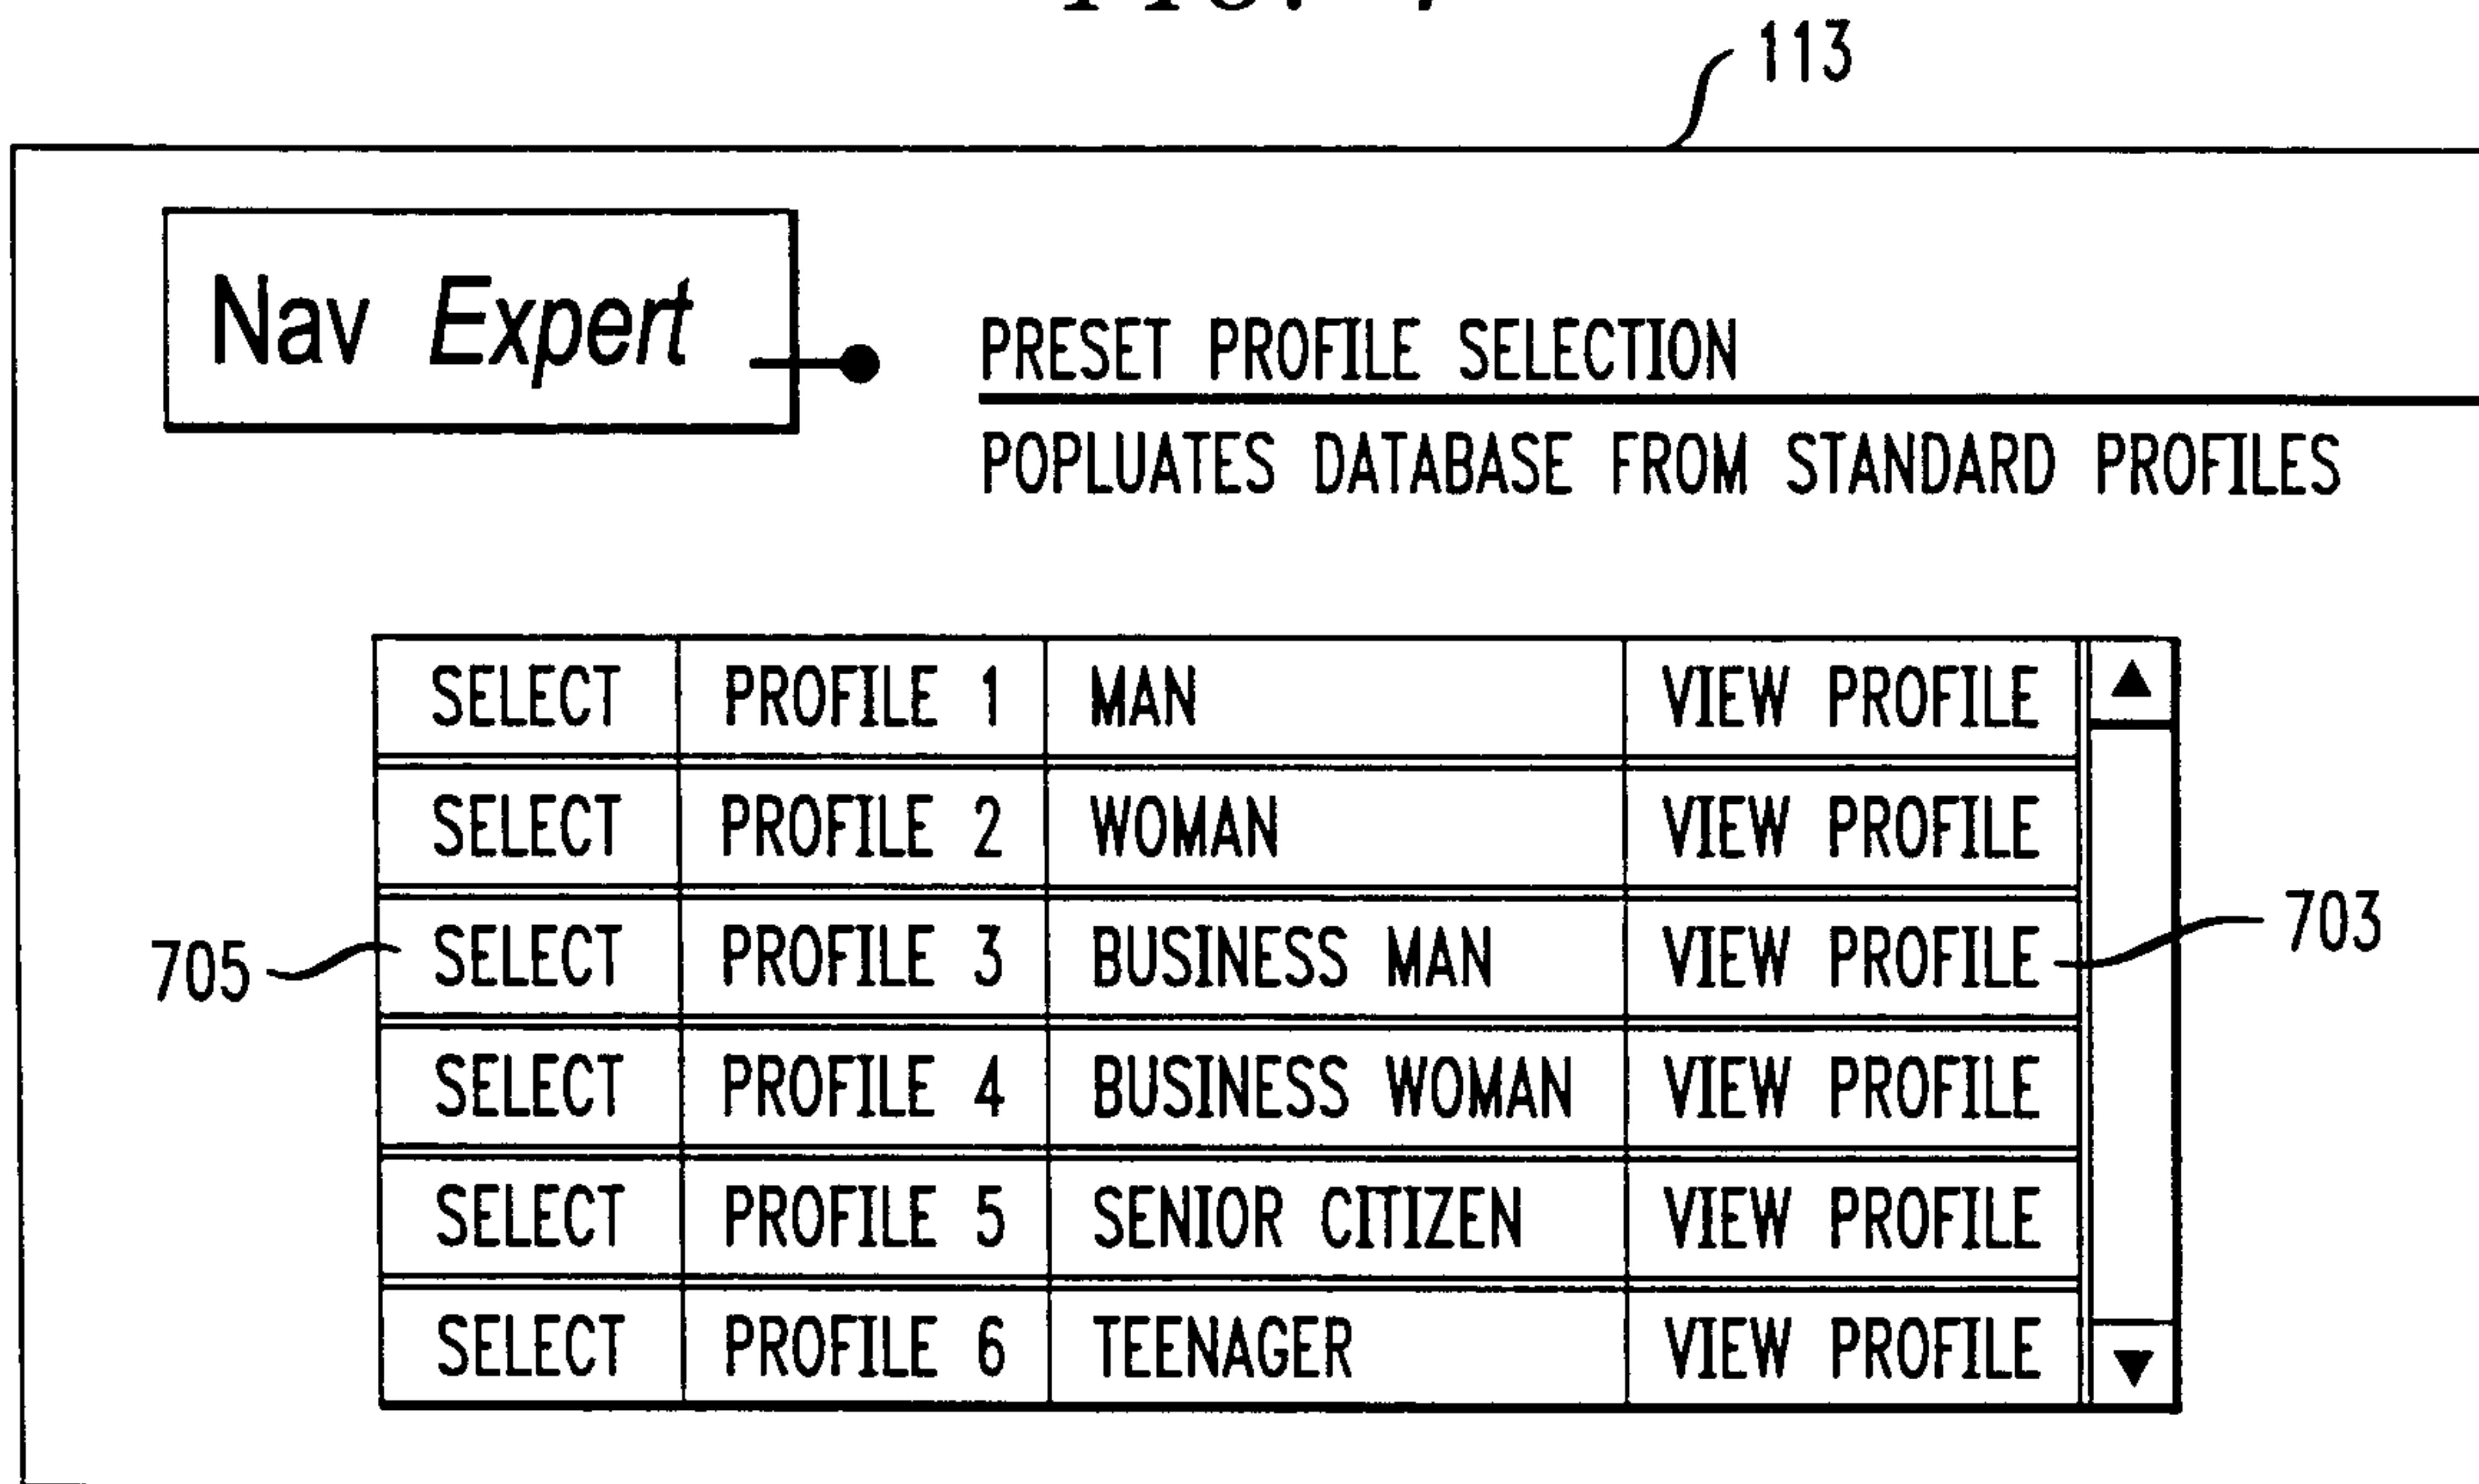 113
Nav Expert
PRESET PROFILE SELECTION
POPLUATES DATABASE FROM STANDARD PROFILES
SELECT PROFILE 1 MAN VIEW PROFILE
SELECT PROFILE 2 WOMAN VIEW PROFILE
705 SELECT PROFILE 3 BUSINESS MAN VIEW PROFILE 703
SELECT PROFILE 4 BUSINESS WOMAN VIEW PROFILE
SELECT PROFILE 5 SENIOR CITIZEN VIEW PROFILE
SELECT PROFILE 6 TEENAGER VIEW PROFILE